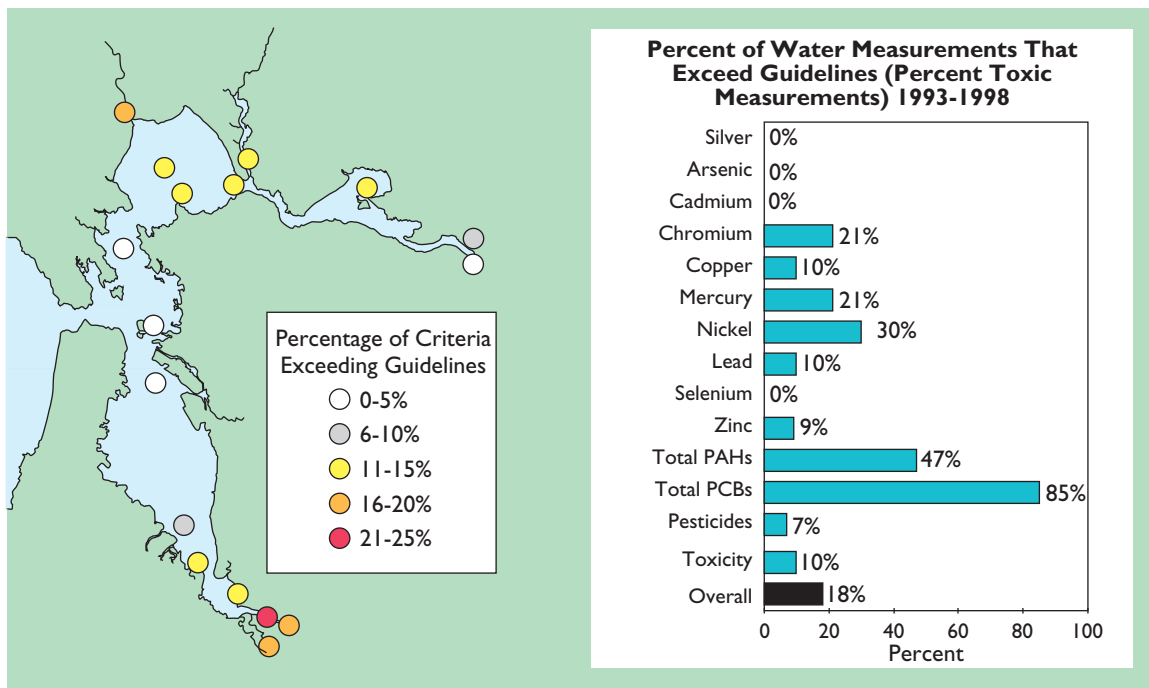 Percentage of Criteria
Exceeding Guidelines
0-5%
6-10%
11-15%
16-20%
21-25%
Percent of Water Measurements That
Exceed Guidelines (Percent Toxic
Measurements) 1993-1998
Silver 0%
Arsenic 0%
Cadmium 0%
Chromium 21%
Copper 10%
Mercury 21%
Nickel 30%
Lead 10%
Selenium 0%
Zinc 9%
Total PAHs 47%
Total PCBs 85%
Pesticides 7%
Toxicity 10%
Overall 18%
0 20 40 60 80 100
Percent